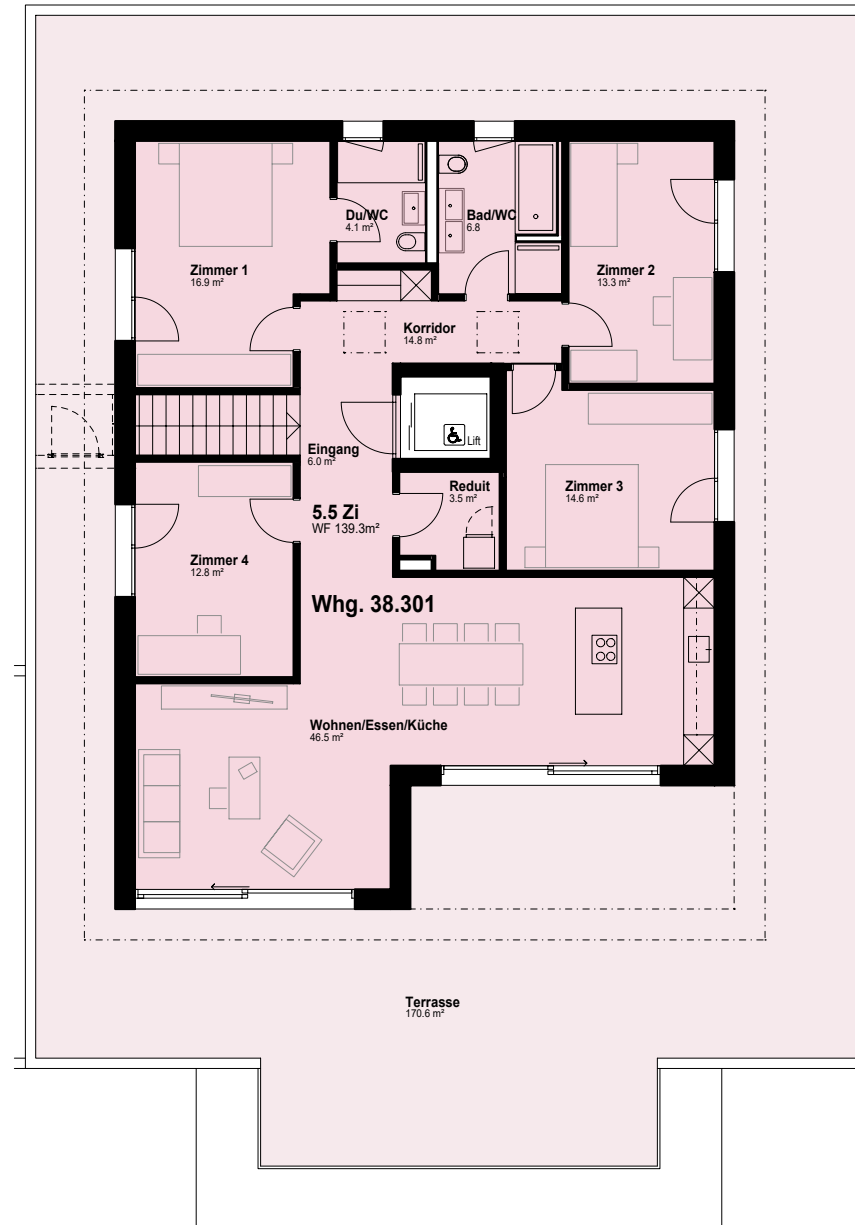 Du/WC
4.1 m²
Bad/WC
6.8
Zimmer 1
16.9 m²
Zimmer 2
13.3 m²
Korridor
14.8 m²
Lift
Eingang
6.0 m²
Reduit
3.5 m²
Zimmer 3
14.6 m²
5.5 Zi
WF 139.3m²
Zimmer 4
12.8 m²
Whg. 38.301
Wohnen/Essen/Küche
46.5 m²
Terrasse
170.6 m²